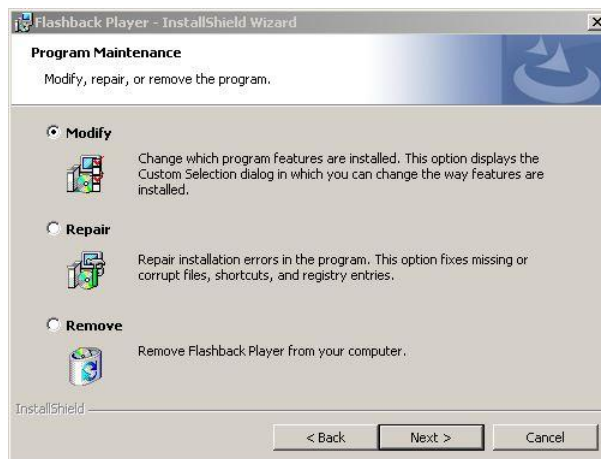 Flashback Player - InstallShield Wizard
Program Maintenance
Modify, repair, or remove the program.
Modify
Change which program features are installed. This option displays the
Custom Selection dialog in which you can change the way features are
installed.
Repair
Repair installation errors in the program. This option fixes missing or
corrupt files, shortcuts, and registry entries.
Remove
Remove Flashback Player from your computer.
InstallShield
< Back
Next >
Cancel